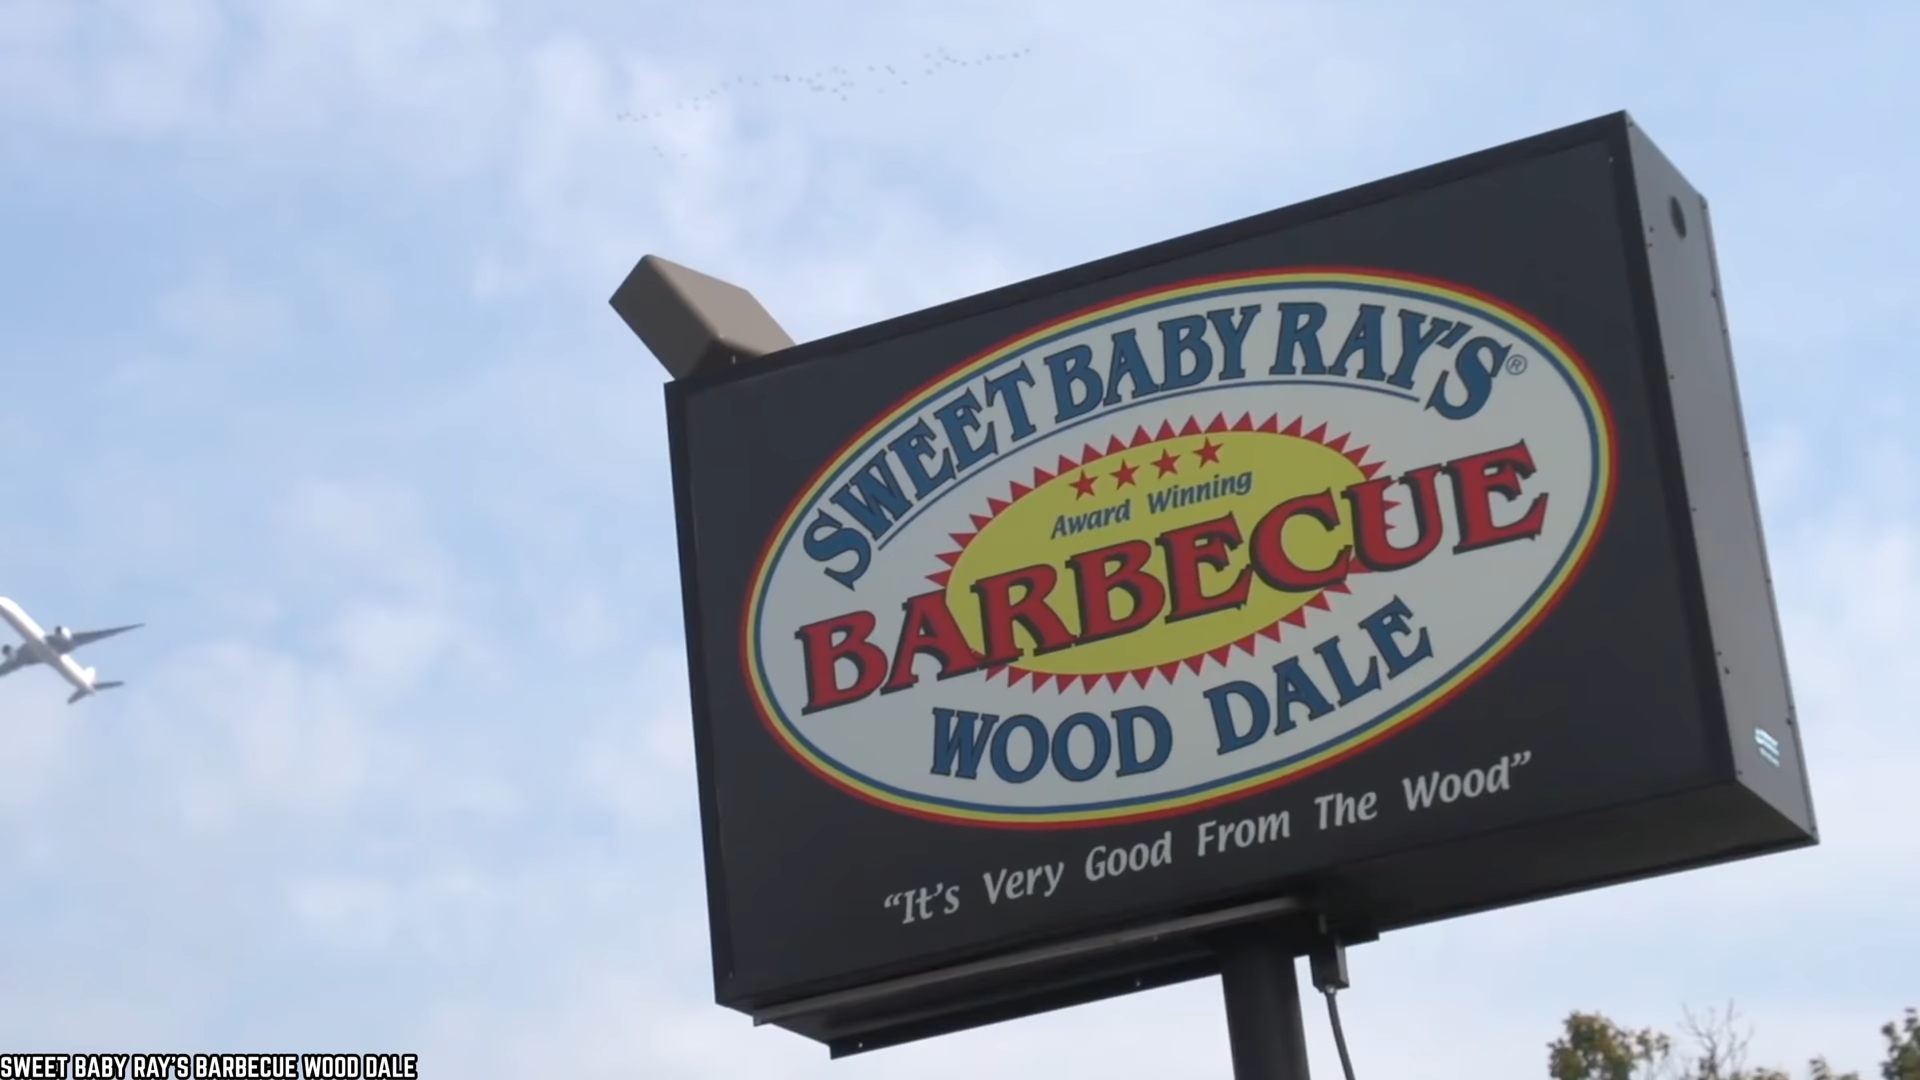 SWEET BABY RAY'S®
Award Winning
BARBECUE
WOOD DALE
“It's Very Good From The Wood”
SWEET BABY RAY'S BARBECUE WOOD DALE